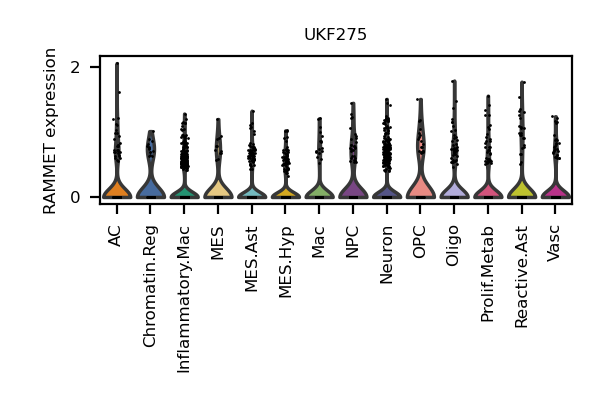 UKF275
RAMMET expression
2
0
AC
Chromatin.Reg
Inflammatory.Mac
MES
MES.Ast
MES.Hyp
Mac
NPC
Neuron
OPC
Oligo
Prolif.Metab
Reactive.Ast
Vasc